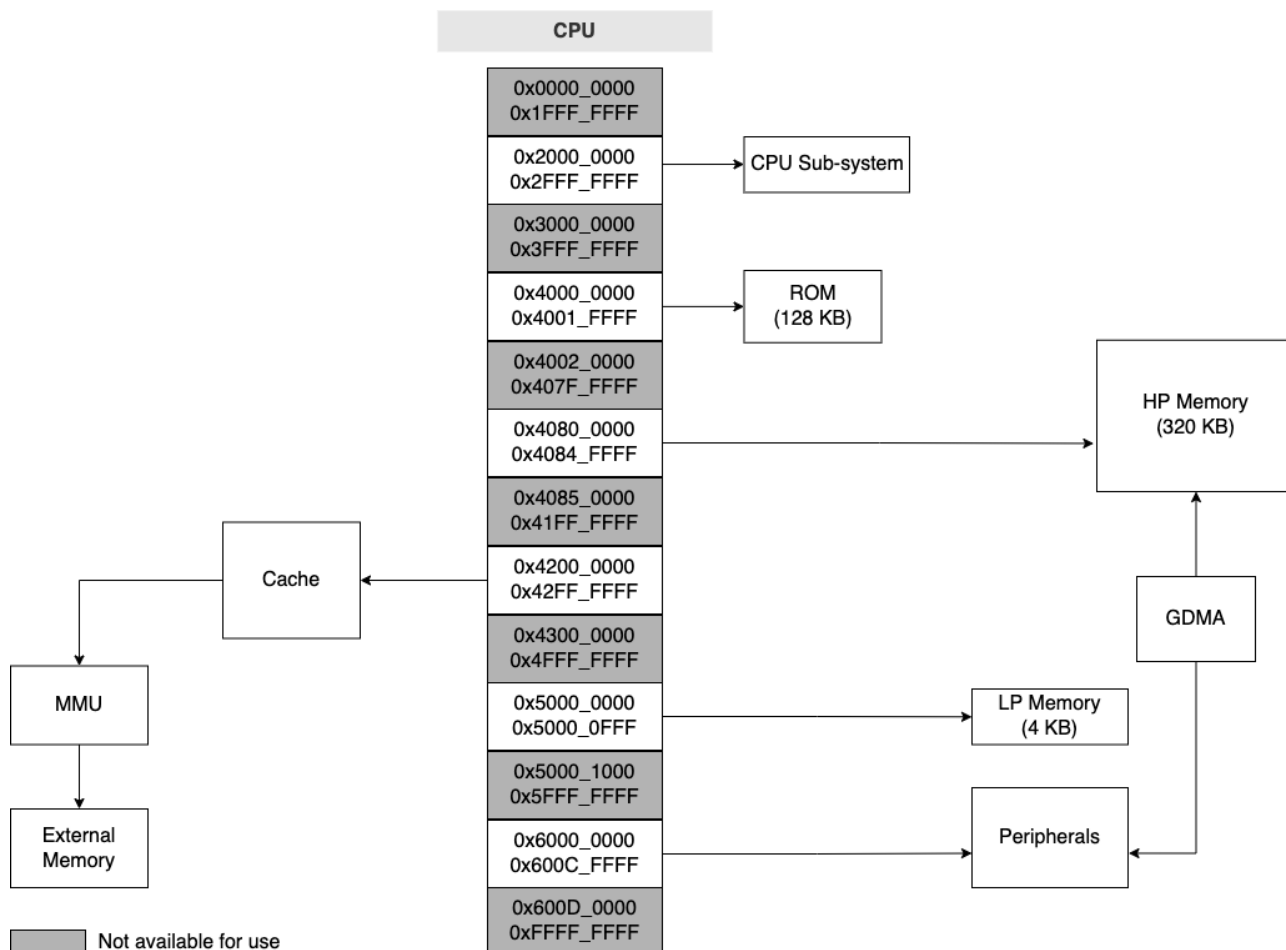 CPU
0x0000_0000
0x1FFF_FFFF
0x2000_0000
0x2FFF_FFFF
CPU Sub-system
0x3000_0000
0x3FFF_FFFF
0x4000_0000
0x4001_FFFF
ROM
(128 KB)
0x4002_0000
0x407F_FFFF
0x4080_0000
0x4084_FFFF
HP Memory
(320 KB)
0x4085_0000
0x41FF_FFFF
0x4200_0000
0x42FF_FFFF
Cache
MMU
External
Memory
0x4300_0000
0x4FFF_FFFF
GDMA
0x5000_0000
0x5000_0FFF
LP Memory
(4 KB)
0x5000_1000
0x5FFF_FFFF
0x6000_0000
0x600C_FFFF
Peripherals
0x600D_0000
0xFFFF_FFFF
Not available for use